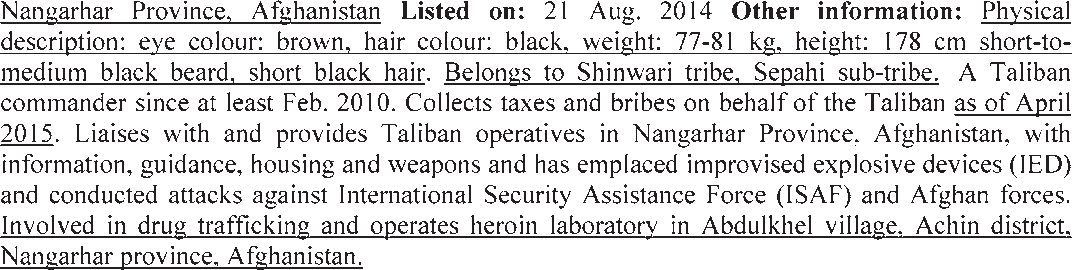 Nangarhar Province, Afghanistan Listed on: 21 Aug. 2014 Other information: Physical
description: eye colour: brown, hair colour: black, weight: 77-81 kg, height: 178 cm short-to-
medium black beard, short black hair. Belongs to Shinwari tribe, Sepahi sub-tribe. A Taliban
commander since at least Feb. 2010. Collects taxes and bribes on behalf of the Taliban as of April
2015. Liaises with and provides Taliban operatives in Nangarhar Province, Afghanistan, with
information, guidance, housing and weapons and has emplaced improvised explosive devices (IED)
and conducted attacks against International Security Assistance Force (ISAF) and Afghan forces.
Involved in drug trafficking and operates heroin laboratory in Abdulkhel village, Achin district,
Nangarhar province, Afghanistan.